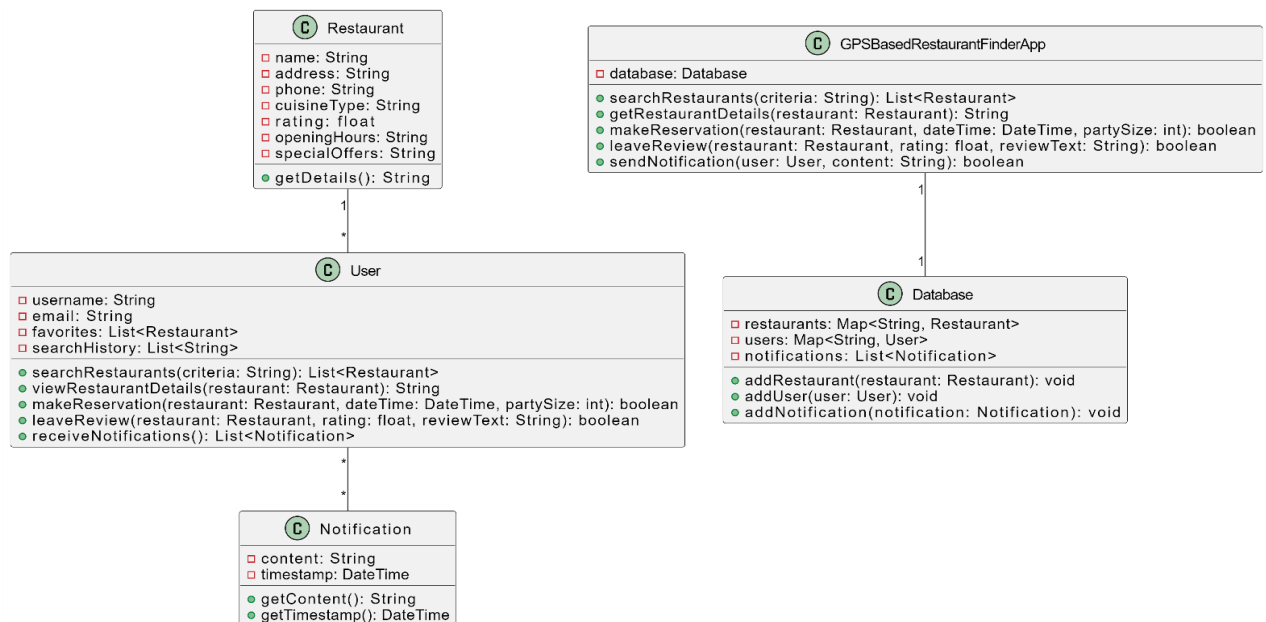 C Restaurant
name: String
address: String
phone: String
cuisineType: String
rating: float
openingHours: String
specialOffers: String
getDetails(): String
1
*
C User
username: String
email: String
favorites: List<Restaurant>
searchHistory: List<String>
searchRestaurants(criteria: String): List<Restaurant>
viewRestaurantDetails(restaurant: Restaurant): String
makeReservation(restaurant: Restaurant, dateTime: DateTime, partySize: int): boolean
leaveReview(restaurant: Restaurant, rating: float, reviewText: String): boolean
receiveNotifications(): List<Notification>
*
*
C Notification
content: String
timestamp: DateTime
getContent(): String
getTimestamp(): DateTime
C GPSBasedRestaurantFinderApp
database: Database
searchRestaurants(criteria: String): List<Restaurant>
getRestaurantDetails(restaurant: Restaurant): String
makeReservation(restaurant: Restaurant, dateTime: DateTime, partySize: int): boolean
leaveReview(restaurant: Restaurant, rating: float, reviewText: String): boolean
sendNotification(user: User, content: String): boolean
1
1
C Database
restaurants: Map<String, Restaurant>
users: Map<String, User>
notifications: List<Notification>
addRestaurant(restaurant: Restaurant): void
addUser(user: User): void
addNotification(notification: Notification): void